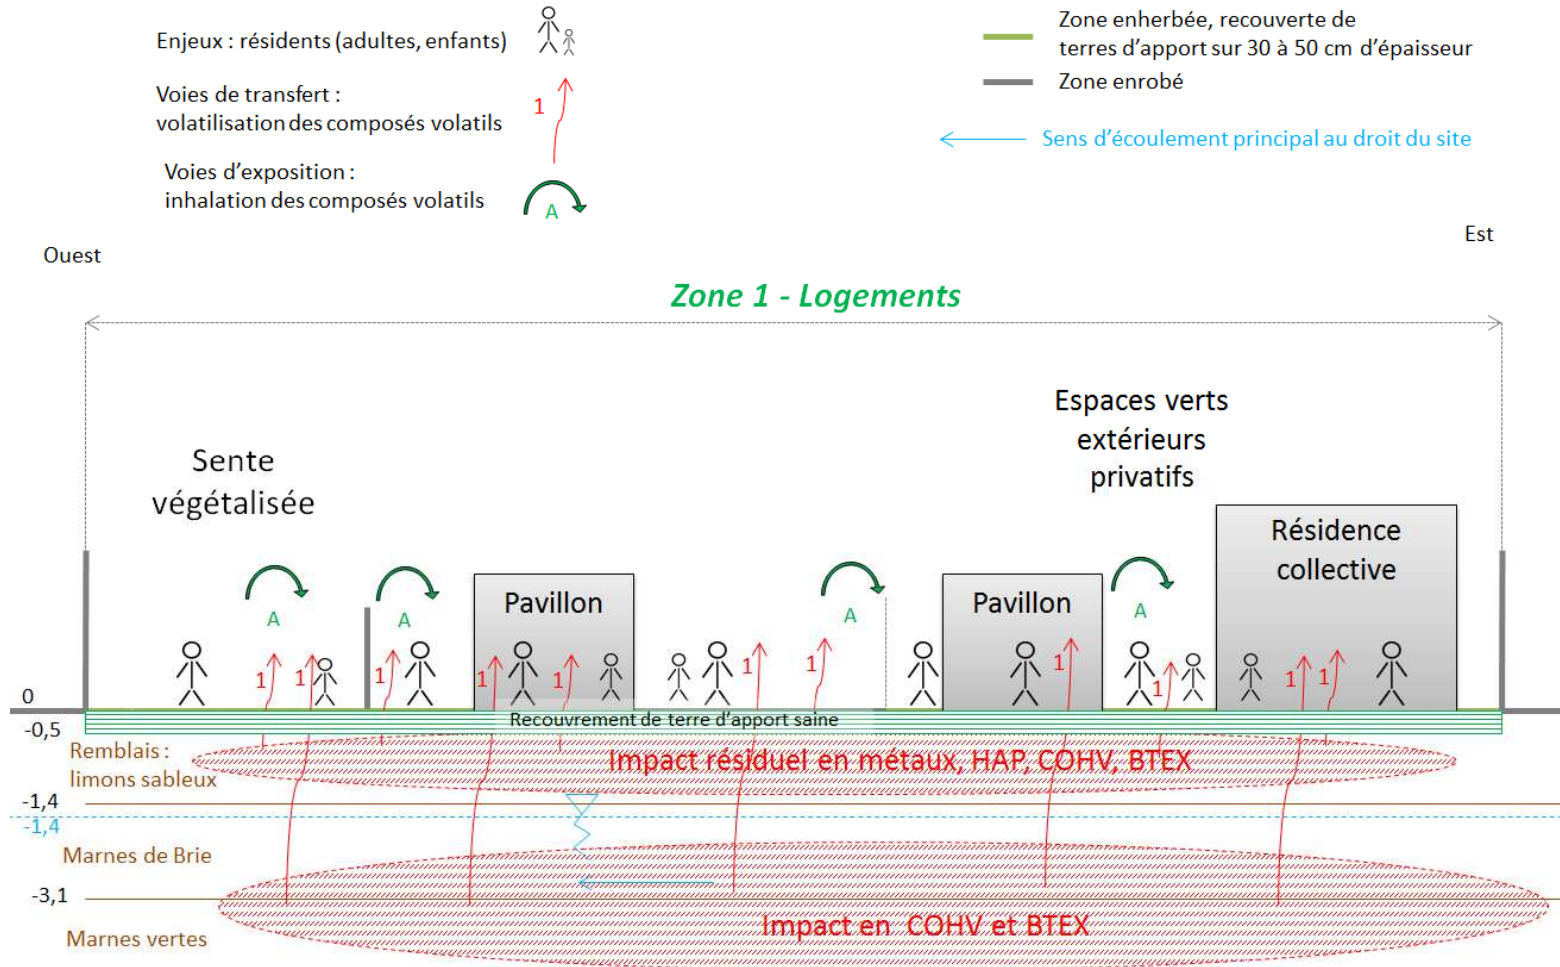 Enjeux : résidents (adultes, enfants)
Voies de transfert :
volatilisation des composés volatils
1
Voies d'exposition :
inhalation des composés volatils
A
Zone enherbée, recouverte de
terres d'apport sur 30 à 50 cm d'épaisseur
Zone enrobé
Sens d'écoulement principal au droit du site
Ouest
Est
Zone 1 - Logements
Espaces verts
extérieurs
privatifs
Sente
végétalisée
Résidence
collective
Pavillon
Pavillon
A
A
A
A
1
1
1
1
1
1
1
1
1
1
1
0
-0,5
Recouvrement de terre d'apport saine
Remblais :
limons sableux
Impact résiduel en métaux, HAP, COHV, BTEX
-1,4
-1,4
Marnes de Brie
-3,1
Impact en COHV et BTEX
Marnes vertes